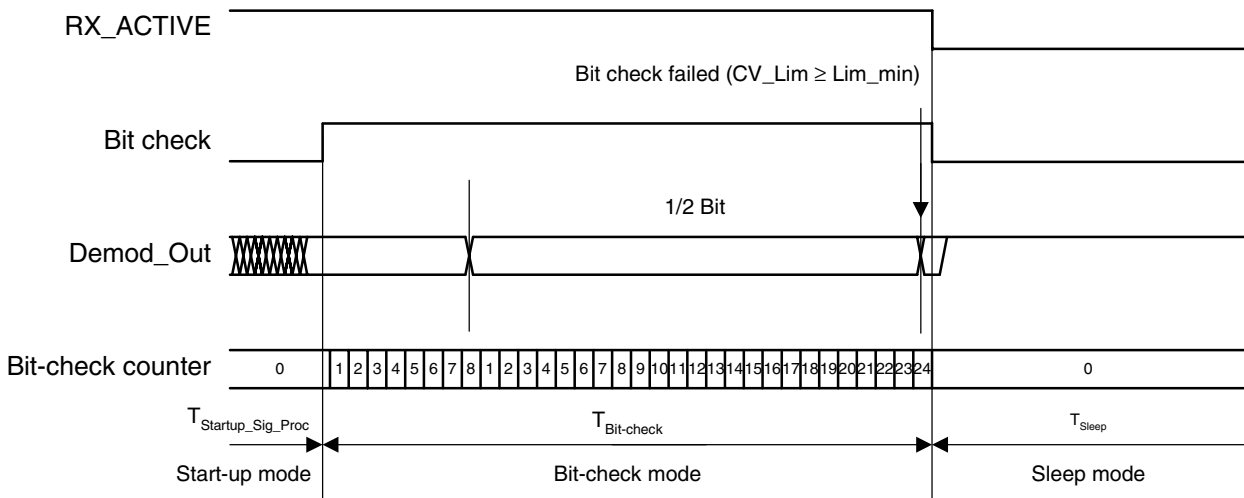 RX_ACTIVE
Bit check failed (CV_Lim ≥ Lim_min)
Bit check
1/2 Bit
Demod_Out
Bit-check counter 0 1 2 3 4 5 6 7 8 1 2 3 4 5 6 7 8 9 10 11 12 13 14 15 16 17 18 19 20 21 22 23 24 0
TStartup_Sig_Proc TBit-check TSleep
Start-up mode Bit-check mode Sleep mode